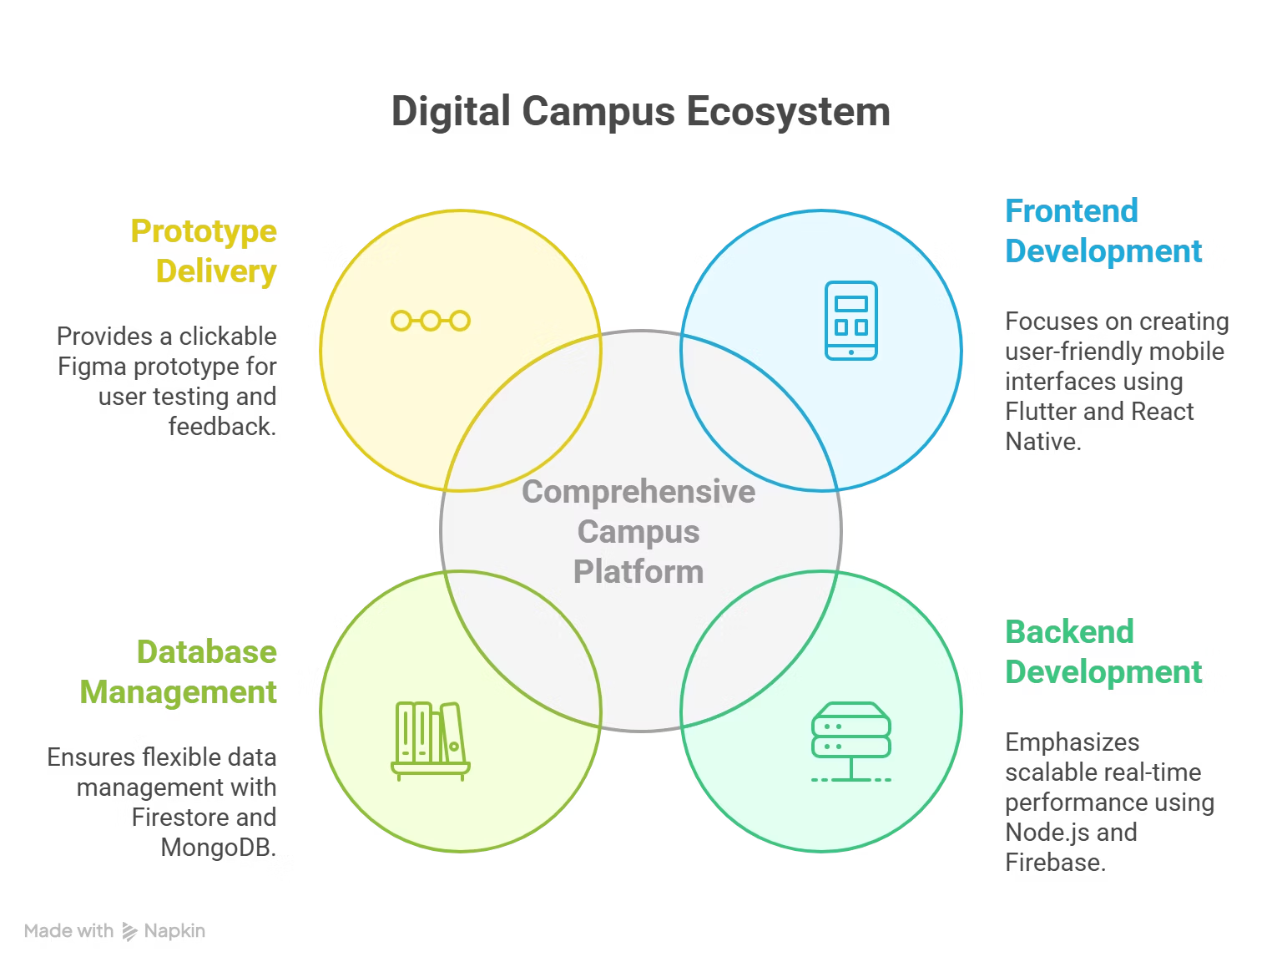 Digital Campus Ecosystem
Prototype
Delivery
Provides a clickable
Figma prototype for
user testing and
feedback.
Frontend
Development
Focuses on creating
user-friendly mobile
interfaces using
Flutter and React
Native.
Comprehensive
Campus
Platform
Database
Management
Ensures flexible data
management with
Firestore and
MongoDB.
Backend
Development
Emphasizes
scalable real-time
performance using
Node.js and
Firebase.
Made with Napkin